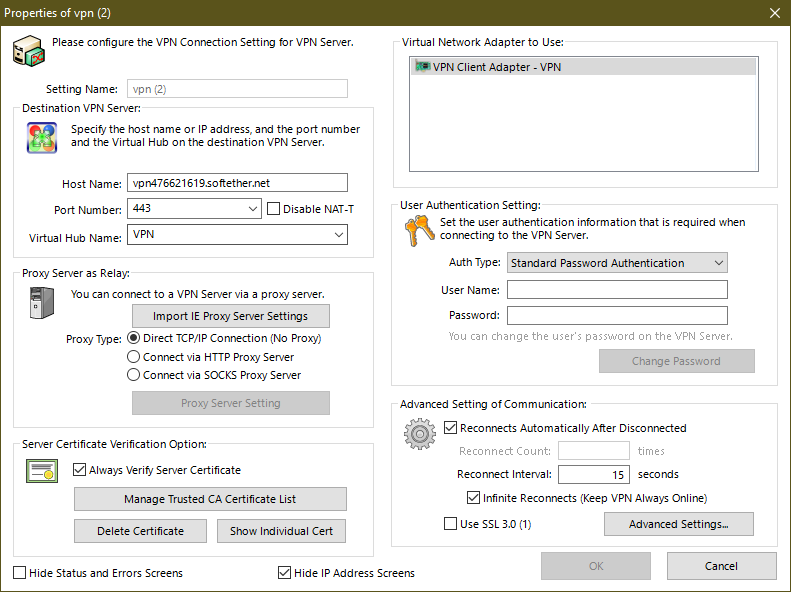 Properties of vpn (2)
Please configure the VPN Connection Setting for VPN Server.
Setting Name:
vpn (2)
Destination VPN Server:
Specify the host name or IP address, and the port number
and the Virtual Hub on the destination VPN Server.
Host Name:
vpn476621619.softether.net
Port Number:
443
Disable NAT-T
Virtual Hub Name:
VPN
Proxy Server as Relay:
You can connect to a VPN Server via a proxy server.
Import IE Proxy Server Settings
Proxy Type:
Direct TCP/IP Connection (No Proxy)
Connect via HTTP Proxy Server
Connect via SOCKS Proxy Server
Proxy Server Setting
Server Certificate Verification Option:
Always Verify Server Certificate
Manage Trusted CA Certificate List
Delete Certificate
Show Individual Cert
Hide Status and Errors Screens
Hide IP Address Screens
Virtual Network Adapter to Use:
VPN Client Adapter - VPN
User Authentication Setting:
Set the user authentication information that is required when
connecting to the VPN Server.
Auth Type:
Standard Password Authentication
User Name:
Password:
You can change the user's password on the VPN Server.
Change Password
Advanced Setting of Communication:
Reconnects Automatically After Disconnected
Reconnect Count:
times
Reconnect Interval:
15
seconds
Infinite Reconnects (Keep VPN Always Online)
Use SSL 3.0 (1)
Advanced Settings...
OK
Cancel